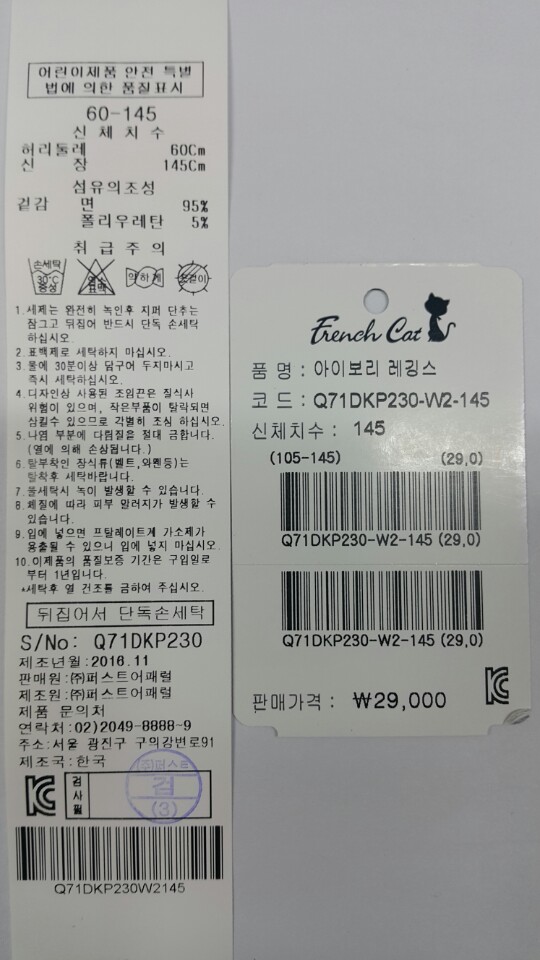 어린이제품 안전 특별
법에 의한 품질표시
60-145
신체치수
허리둘레 60Cm
신 장 145Cm
섬유의조성
겉감 면 95%
폴리우레탄 5%
취급주의
손세탁
30°C
중성
염소
표백
약하게
1.세제는 완전히 녹인후 지퍼 단추는
잠그고 뒤집어 반드시 단독 손세탁
하십시오.
2.표백제로 세탁하지 마십시오.
3.물에 30분이상 담구어 두지마시고
즉시 세탁하십시오.
4.디자인상 사용된 조임끈은 질식사
위험이 있으며, 작은부품이 탈락되면
삼킬수 있으므로 각별히 조심 하십시오.
5.나염 부분에 다림질을 절대 금합니다.
(열에 의해 손상됩니다.)
6.탈부착인 장식류(벨트,와펜등)는
탈착후 세탁바랍니다.
7.물세탁시 녹이 발생할 수 있습니다.
8.체질에 따라 피부 알러지가 발생할 수
있습니다.
9.입에 넣으면 프탈레이트계 가소제가
용출될 수 있으니 입에 넣지 마십시오.
10.이제품의 품질보증 기간은 구입일로
부터 1년입니다.
*세탁후 열 건조를 금하여 주십시오.
뒤집어서 단독손세탁
S/No: Q71DKP230
제조년월:2016.11
판매원:㈜퍼스트어패럴
제조원:㈜퍼스트어패럴
제품 문의처
연락처:02)2049-8888-9
주소:서울 광진구 구의강변로91
제조국:한국
검사필
㈜퍼스트
검
(3)
Q71DKP230W2145
French Cat
품 명 : 아이보리 레깅스
코 드 : Q71DKP230-W2-145
신체치수 : 145
(105-145) (29,0)
Q71DKP230-W2-145 (29,0)
Q71DKP230-W2-145 (29,0)
판매가격 : ₩29,000